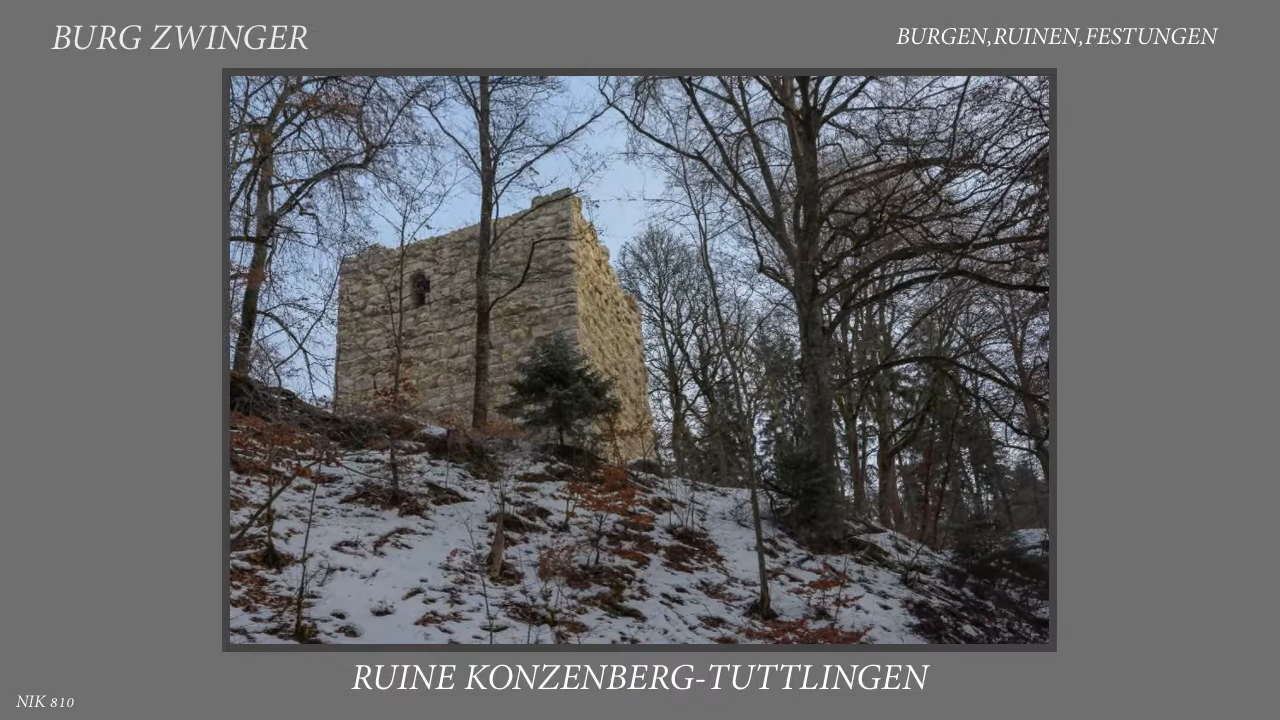 BURG ZWINGER
BURGEN,RUINEN,FESTUNGEN
RUINE KONZENBERG-TUTTLINGEN
NIK 810